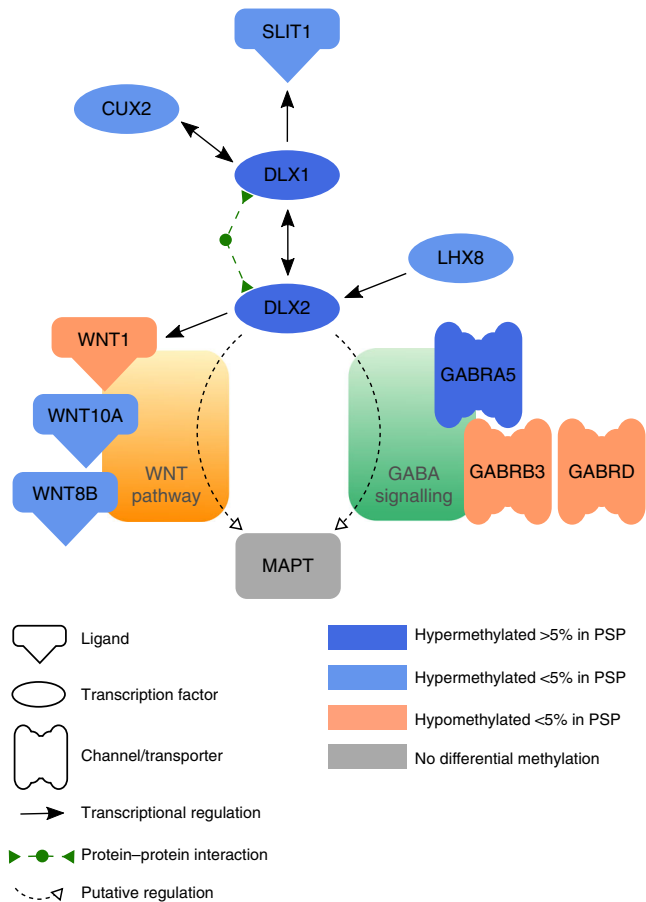 SLIT1
CUX2
DLX1
LHX8
DLX2
WNT1
GABRA5
WNT10A
WNT
pathway
GABA
signalling
GABRB3
GABRD
WNT8B
MAPT
Ligand
Transcription factor
Channel/transporter
Transcriptional regulation
Protein–protein interaction
Putative regulation
Hypermethylated >5% in PSP
Hypermethylated <5% in PSP
Hypomethylated <5% in PSP
No differential methylation